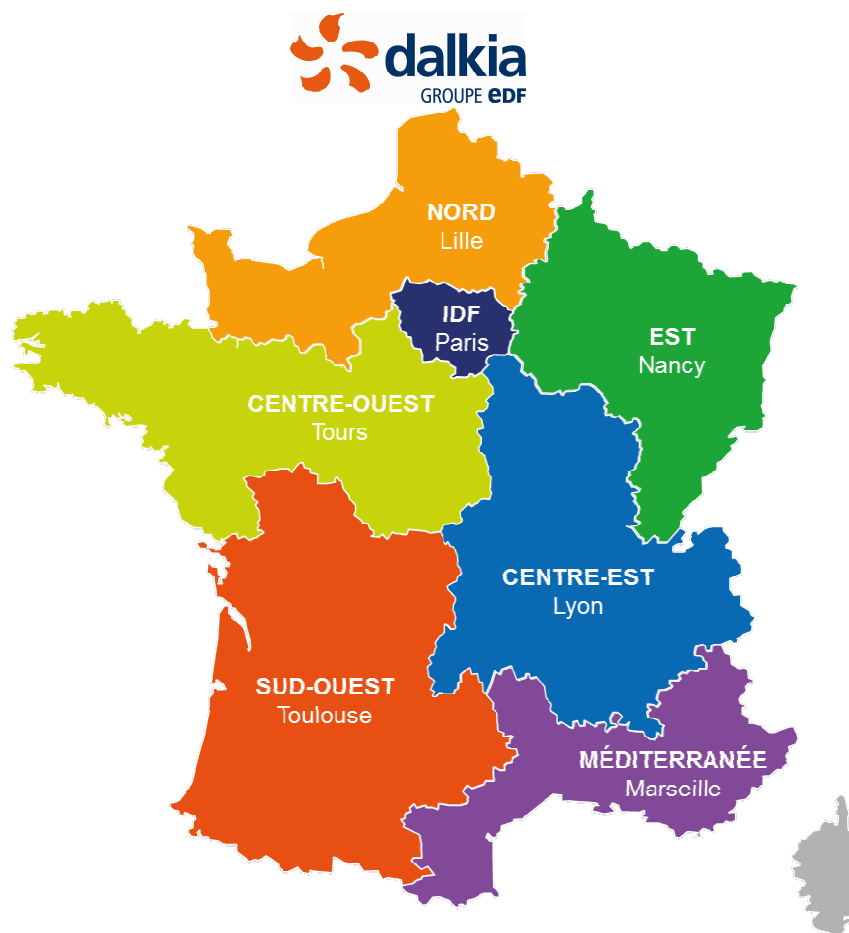 dalkia
GROUPE eDF
NORD
Lille
IDF
Paris
EST
Nancy
CENTRE-OUEST
Tours
CENTRE-EST
Lyon
SUD-OUEST
Toulouse
MÉDITERRANÉE
Marseille